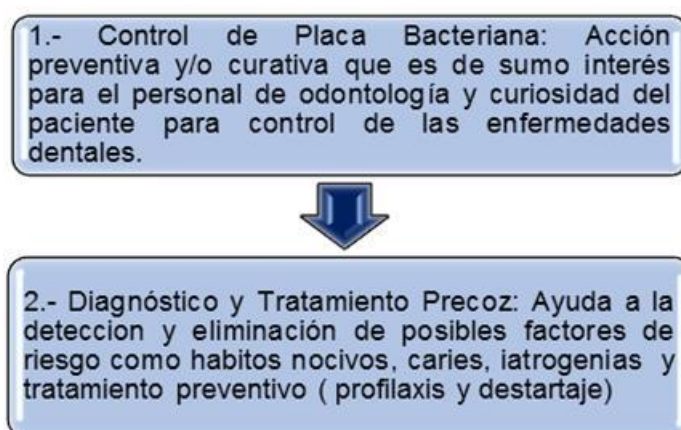 1.- Control de Placa Bacteriana: Acción
preventiva y/o curativa que es de sumo interés
para el personal de odontología y curiosidad del
paciente para control de las enfermedades
dentales.
2.- Diagnóstico y Tratamiento Precoz: Ayuda a la
deteccion y eliminación de posibles factores de
riesgo como habitos nocivos, caries, iatrogenias y
tratamiento preventivo ( profilaxis y destartaje)